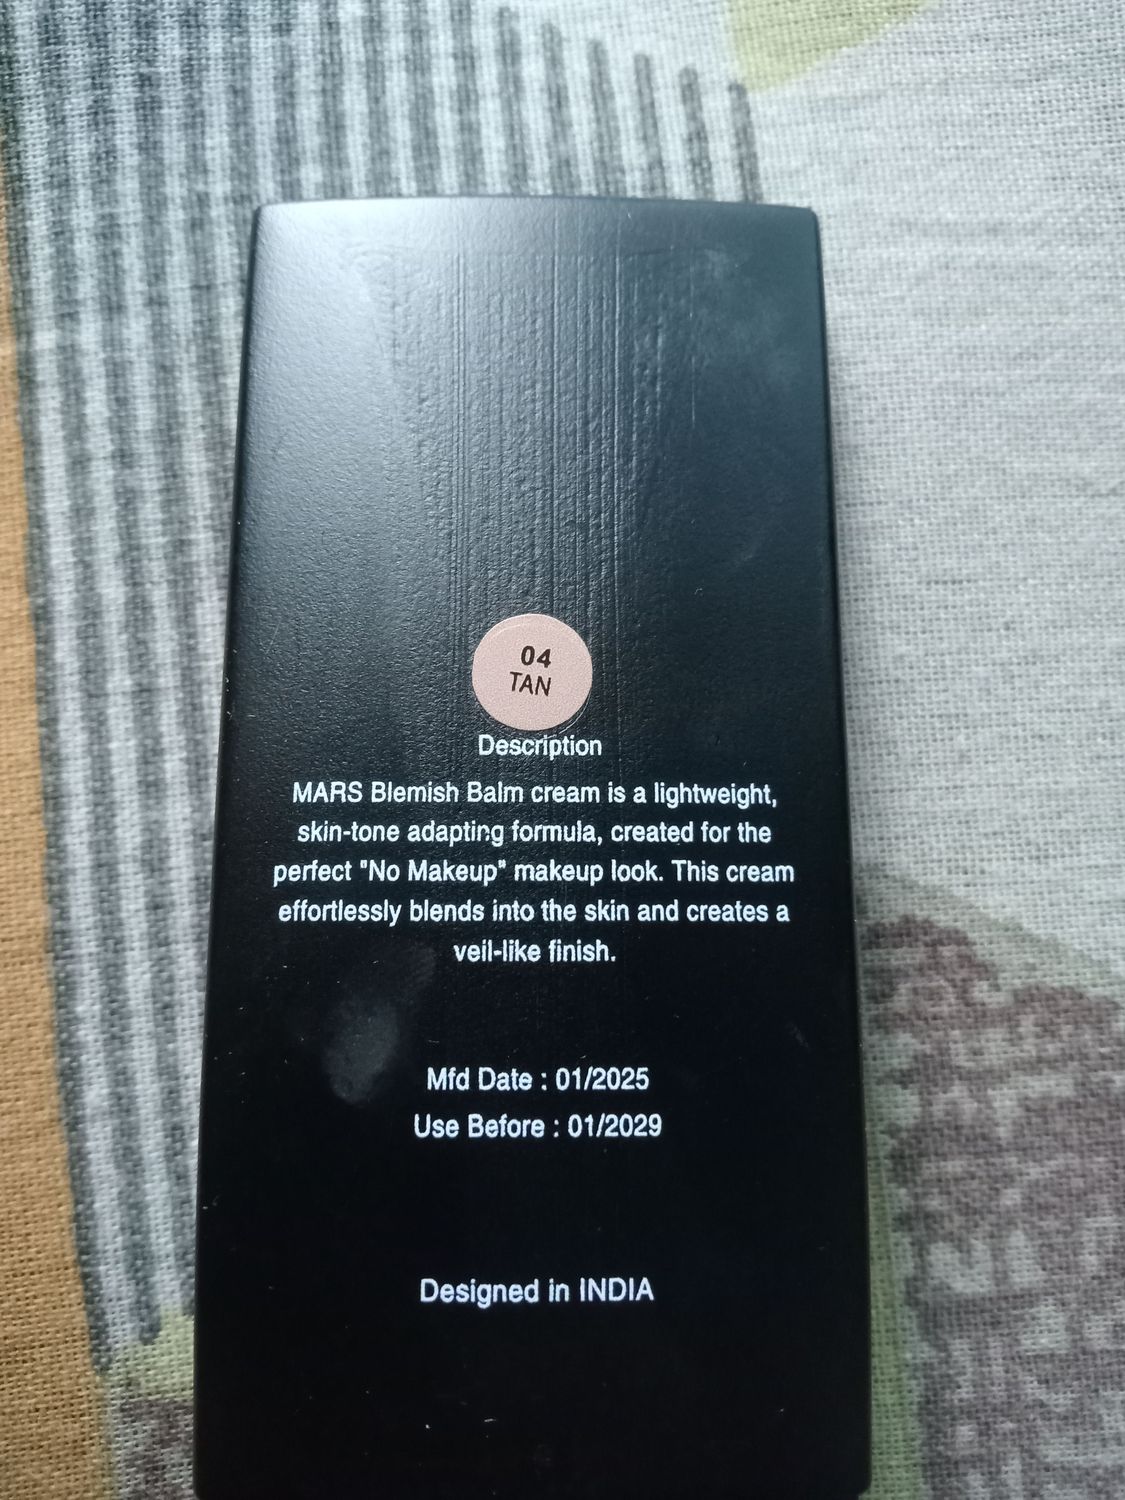 04
TAN
Description
MARS Blemish Balm cream is a lightweight,
skin-tone adapting formula, created for the
perfect "No Makeup" makeup look. This cream
effortlessly blends into the skin and creates a
veil-like finish.
Mfd Date : 01/2025
Use Before : 01/2029
Designed in INDIA